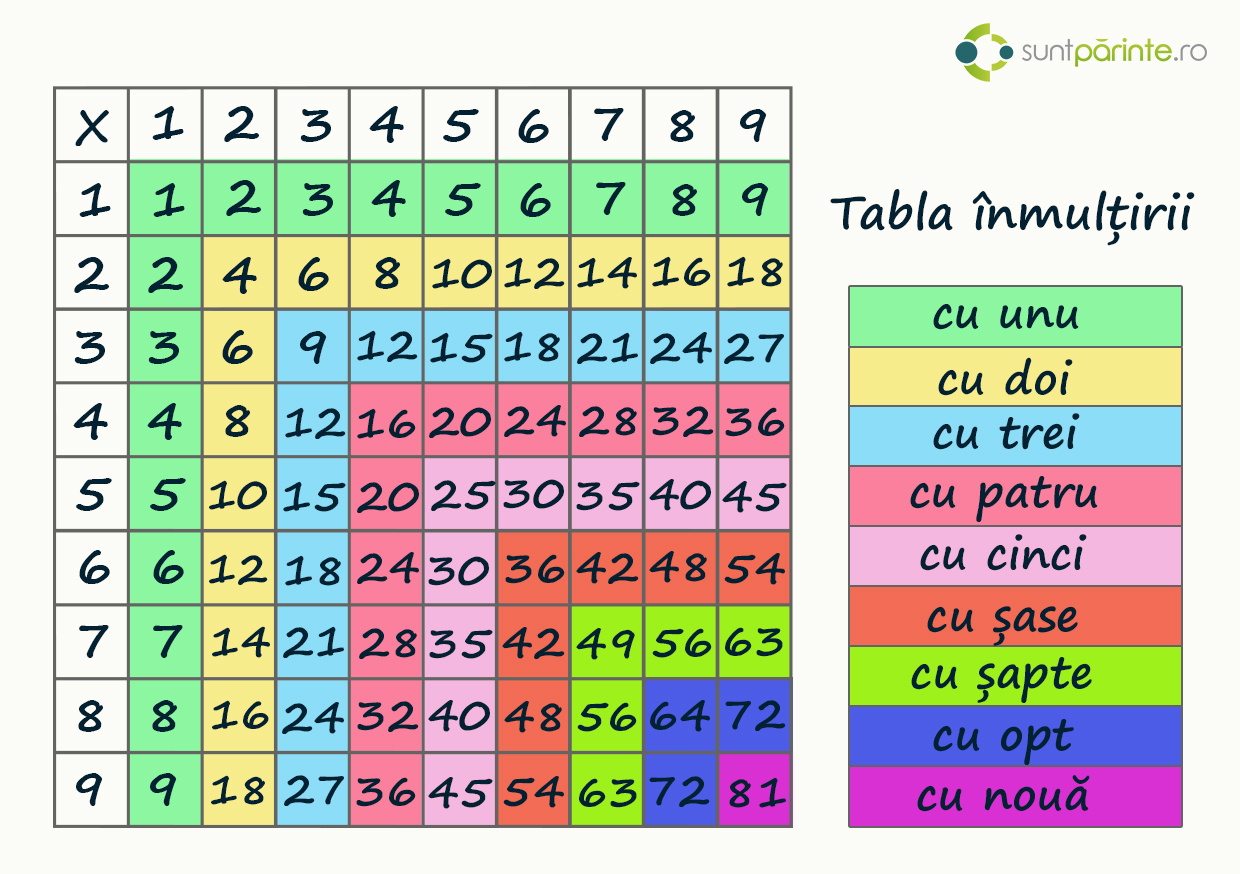 suntpărinte.ro
X 1 2 3 4 5 6 7 8 9
1 1 2 3 4 5 6 7 8 9
2 2 4 6 8 10 12 14 16 18
3 3 6 9 12 15 18 21 24 27
4 4 8 12 16 20 24 28 32 36
5 5 10 15 20 25 30 35 40 45
6 6 12 18 24 30 36 42 48 54
7 7 14 21 28 35 42 49 56 63
8 8 16 24 32 40 48 56 64 72
9 9 18 27 36 45 54 63 72 81
Tabla înmulțirii
cu unu
cu doi
cu trei
cu patru
cu cinci
cu șase
cu șapte
cu opt
cu nouă